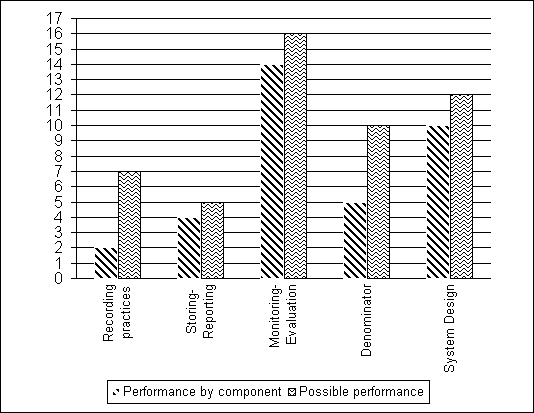 17
16
15
14
13
12
11
10
9
8
7
6
5
4
3
2
1
0
Recording
practices
Storing-
Reporting
Monitoring-
Evaluation
Denominator
System Design
Performance by component
Possible performance